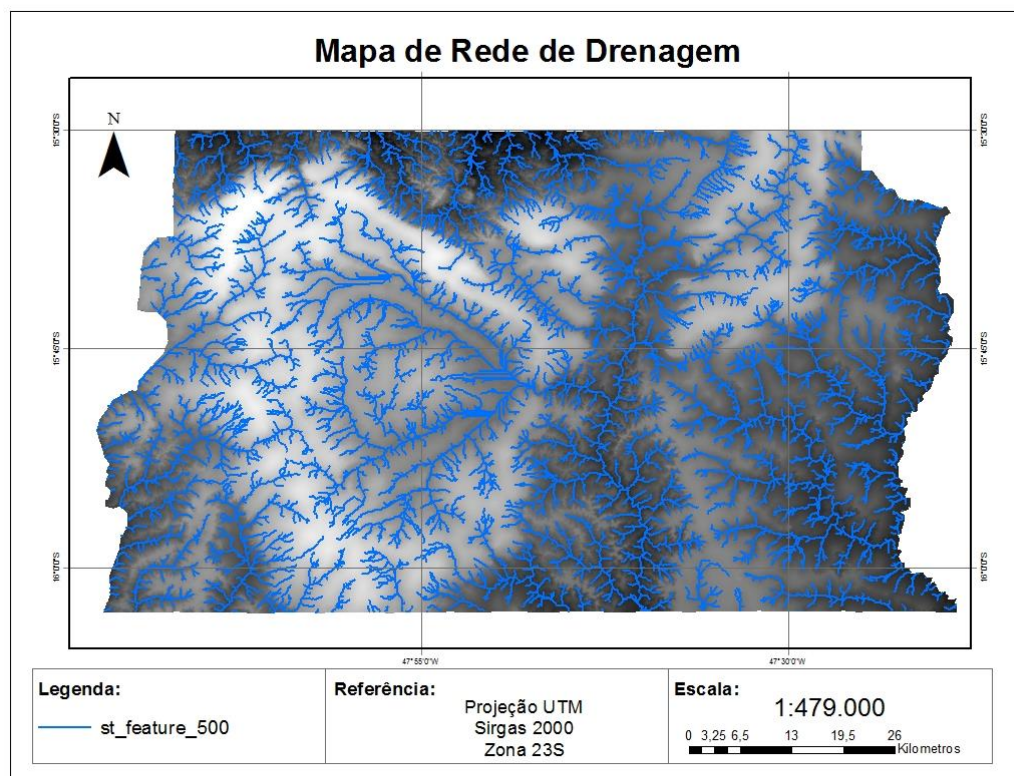 Mapa de Rede de Drenagem
N
15°30'0"S
15°30'0"S
15°45'0"S
15°45'0"S
16°0'0"S
16°0'0"S
47°55'0"W
47°30'0"W
Legenda:
st_feature_500
Referência:
Projeção UTM
Sirgas 2000
Zona 23S
Escala:
1:479.000
0 3,25 6,5 13 19,5 26
Kilometros